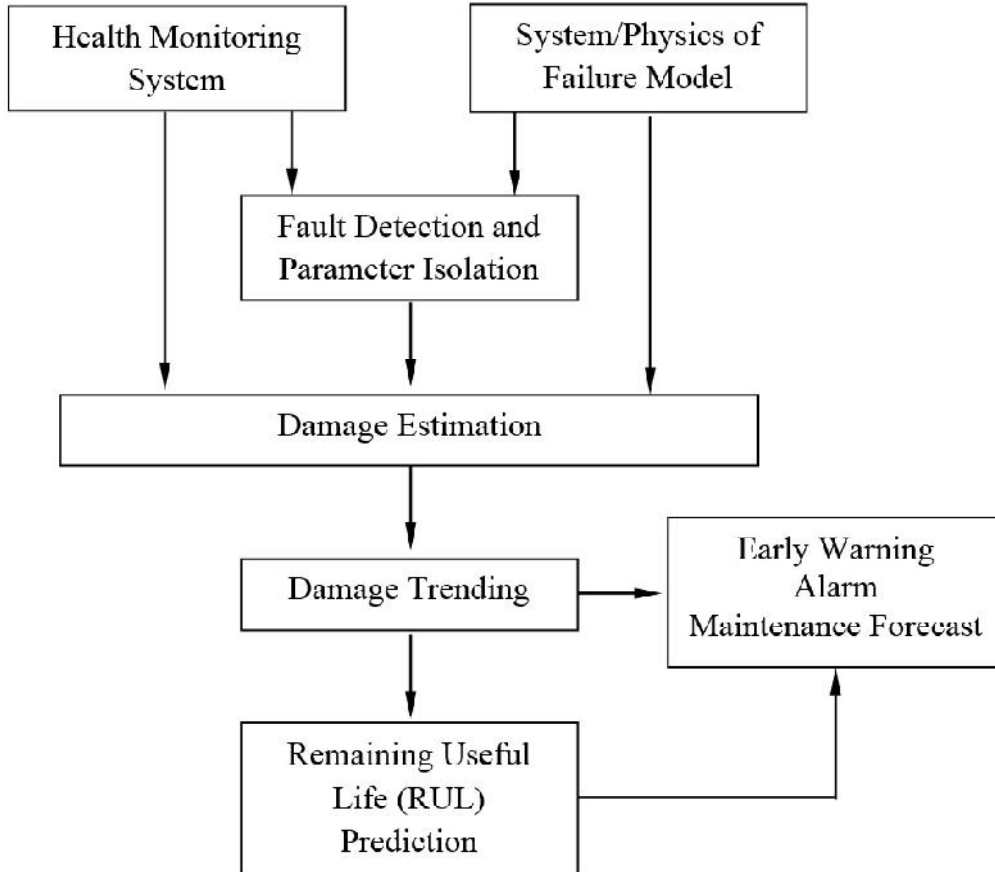 Health Monitoring
System
System/Physics of
Failure Model
Fault Detection and
Parameter Isolation
Damage Estimation
Damage Trending
Early Warning
Alarm
Maintenance Forecast
Remaining Useful
Life (RUL)
Prediction